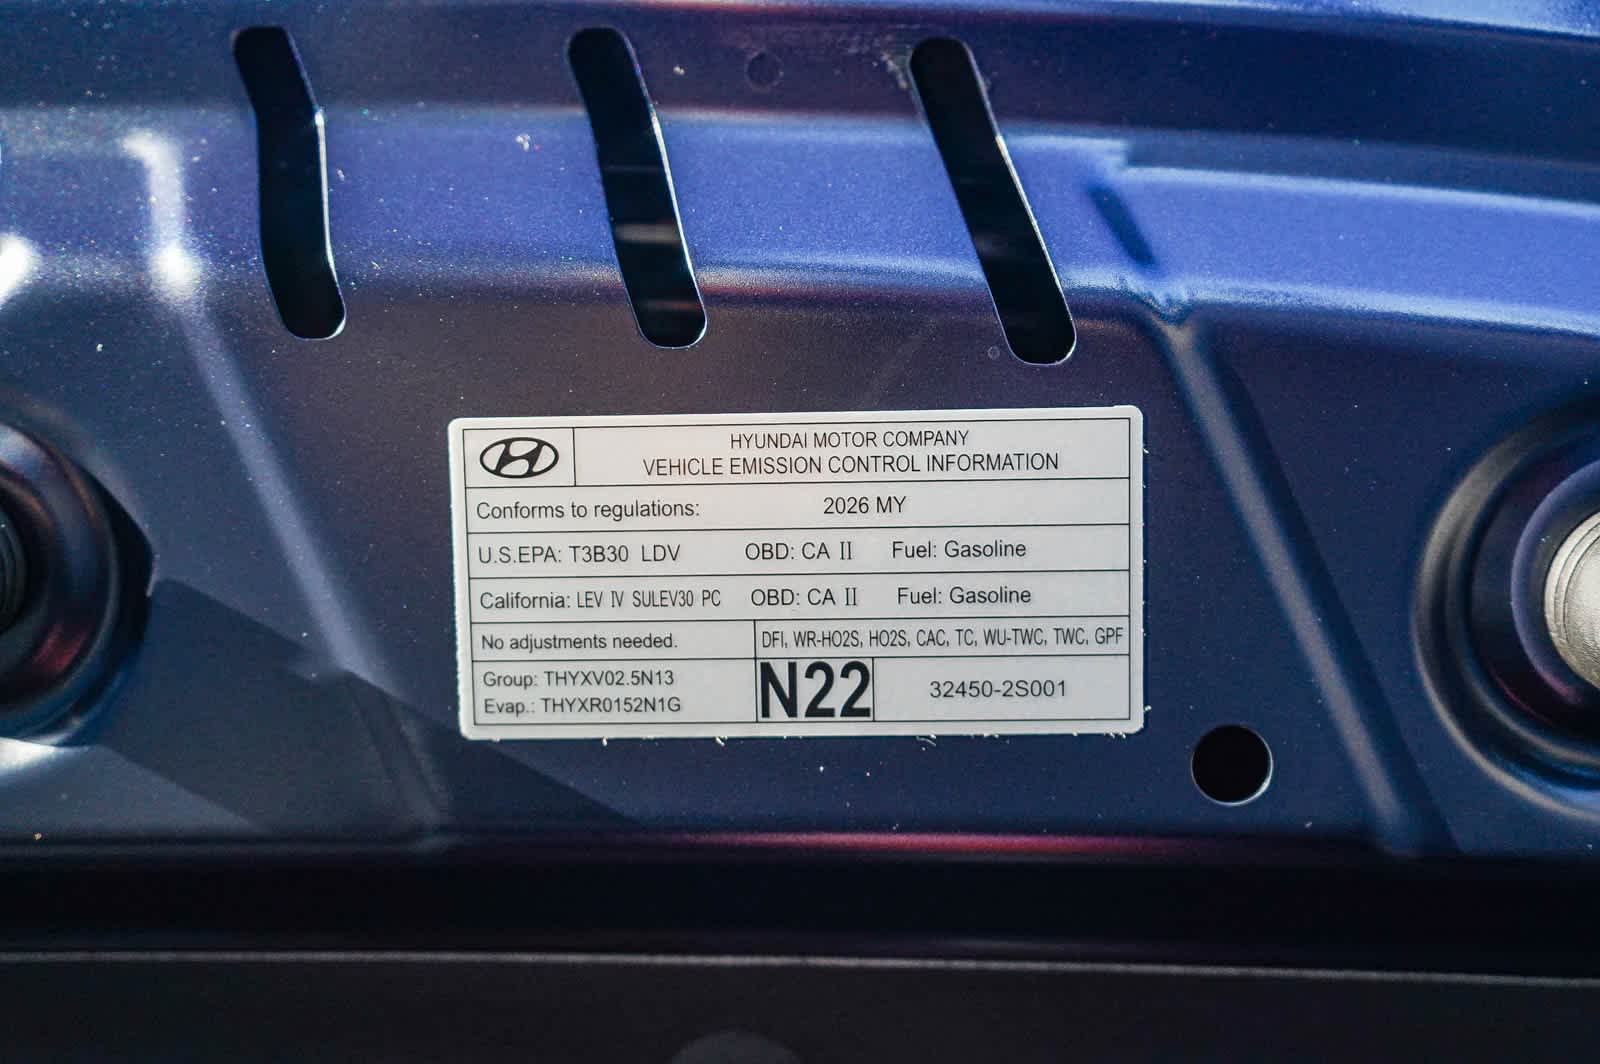 HYUNDAI MOTOR COMPANY
VEHICLE EMISSION CONTROL INFORMATION
Conforms to regulations: 2026 MY
U.S.EPA: T3B30 LDV OBD: CA II Fuel: Gasoline
California: LEV IV SULEV30 PC OBD: CA II Fuel: Gasoline
No adjustments needed. DFI, WR-HO2S, HO2S, CAC, TC, WU-TWC, TWC, GPF
Group: THYXV02.5N13
Evap.: THYXR0152N1G
N22
32450-2S001